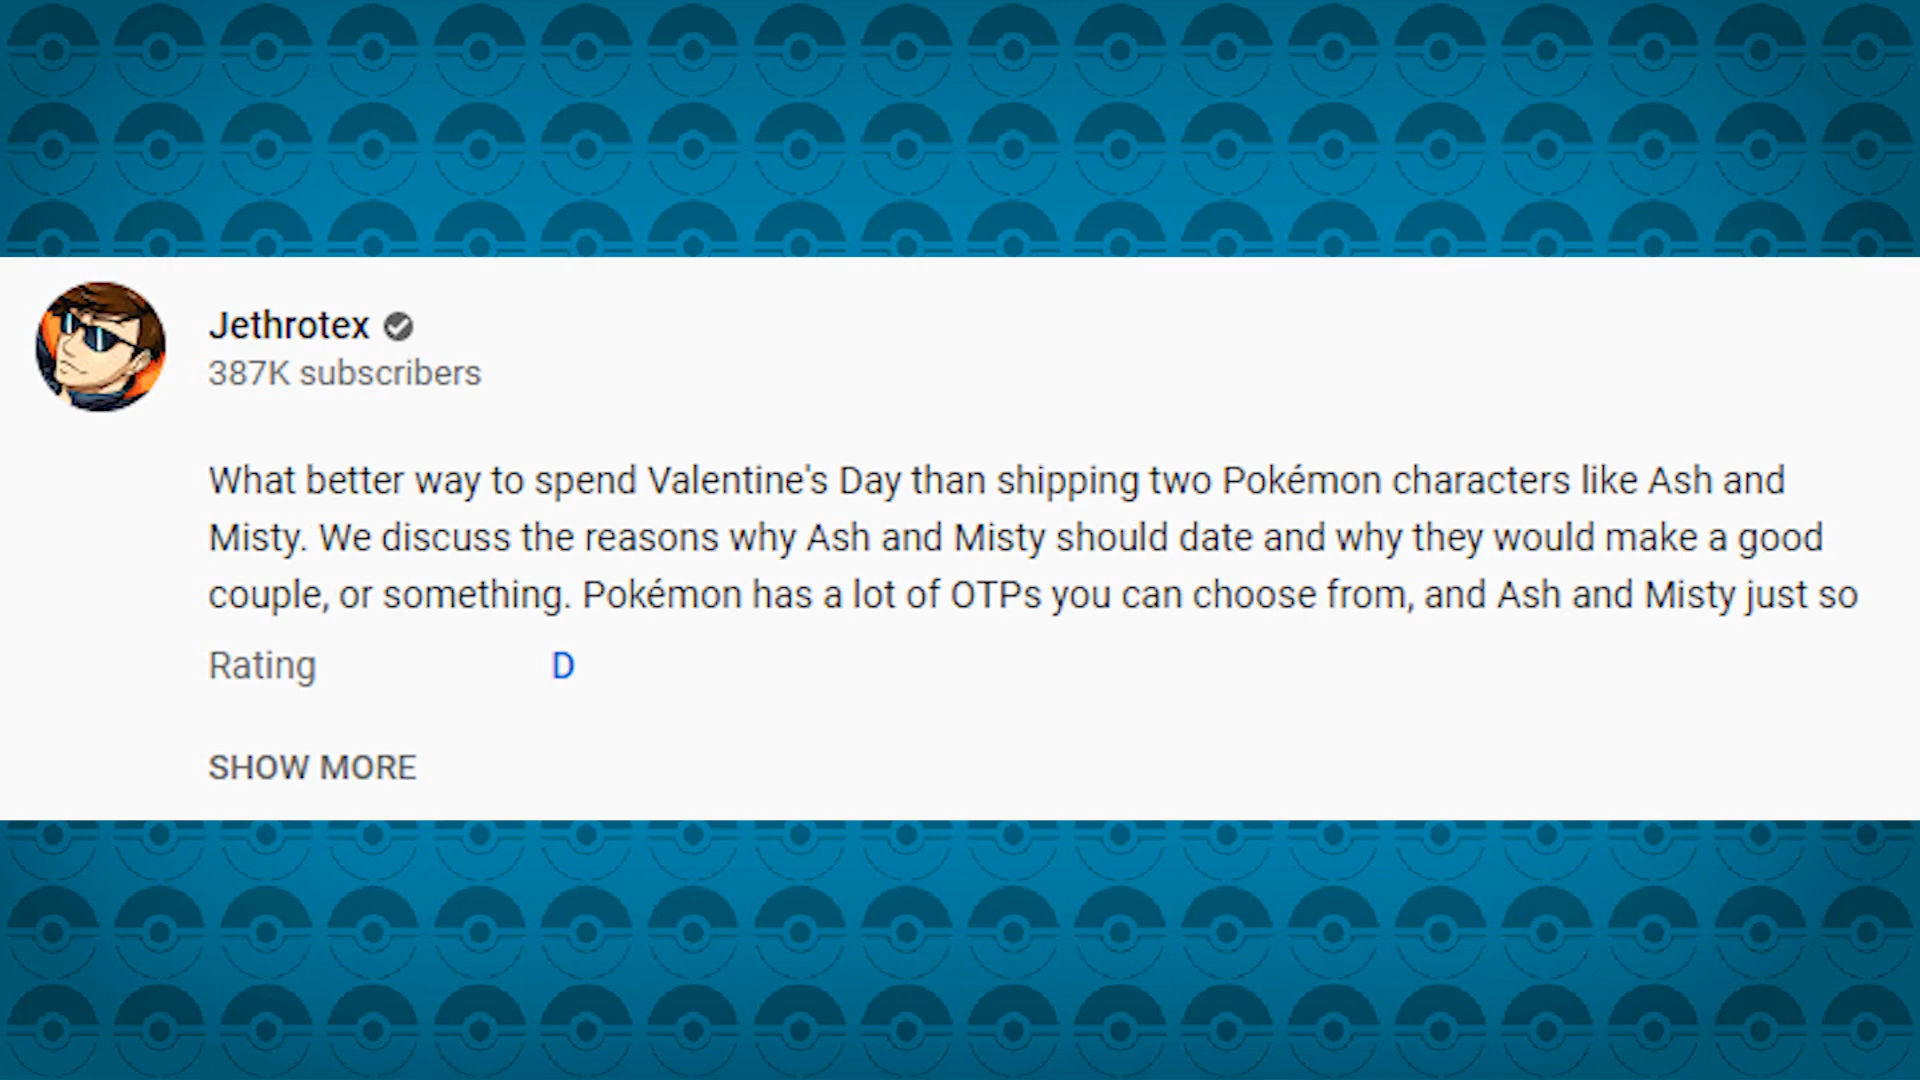 Jethrotex
387K subscribers
What better way to spend Valentine's Day than shipping two Pokémon characters like Ash and
Misty. We discuss the reasons why Ash and Misty should date and why they would make a good
couple, or something. Pokémon has a lot of OTPs you can choose from, and Ash and Misty just so
Rating D
SHOW MORE